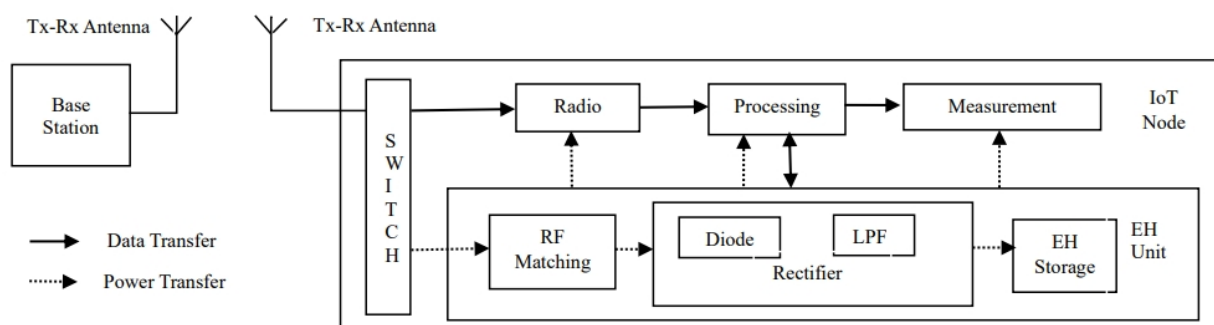 Tx-Rx Antenna
Tx-Rx Antenna
Base
Station
SWITCH
Radio
Processing
Measurement
IoT
Node
RF
Matching
Diode
LPF
Rectifier
EH
Storage
EH
Unit
Data Transfer
Power Transfer